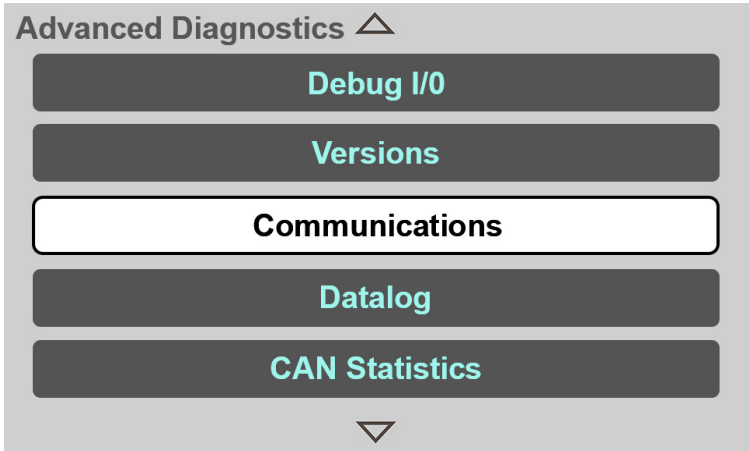 Advanced Diagnostics
Debug I/0
Versions
Communications
Datalog
CAN Statistics